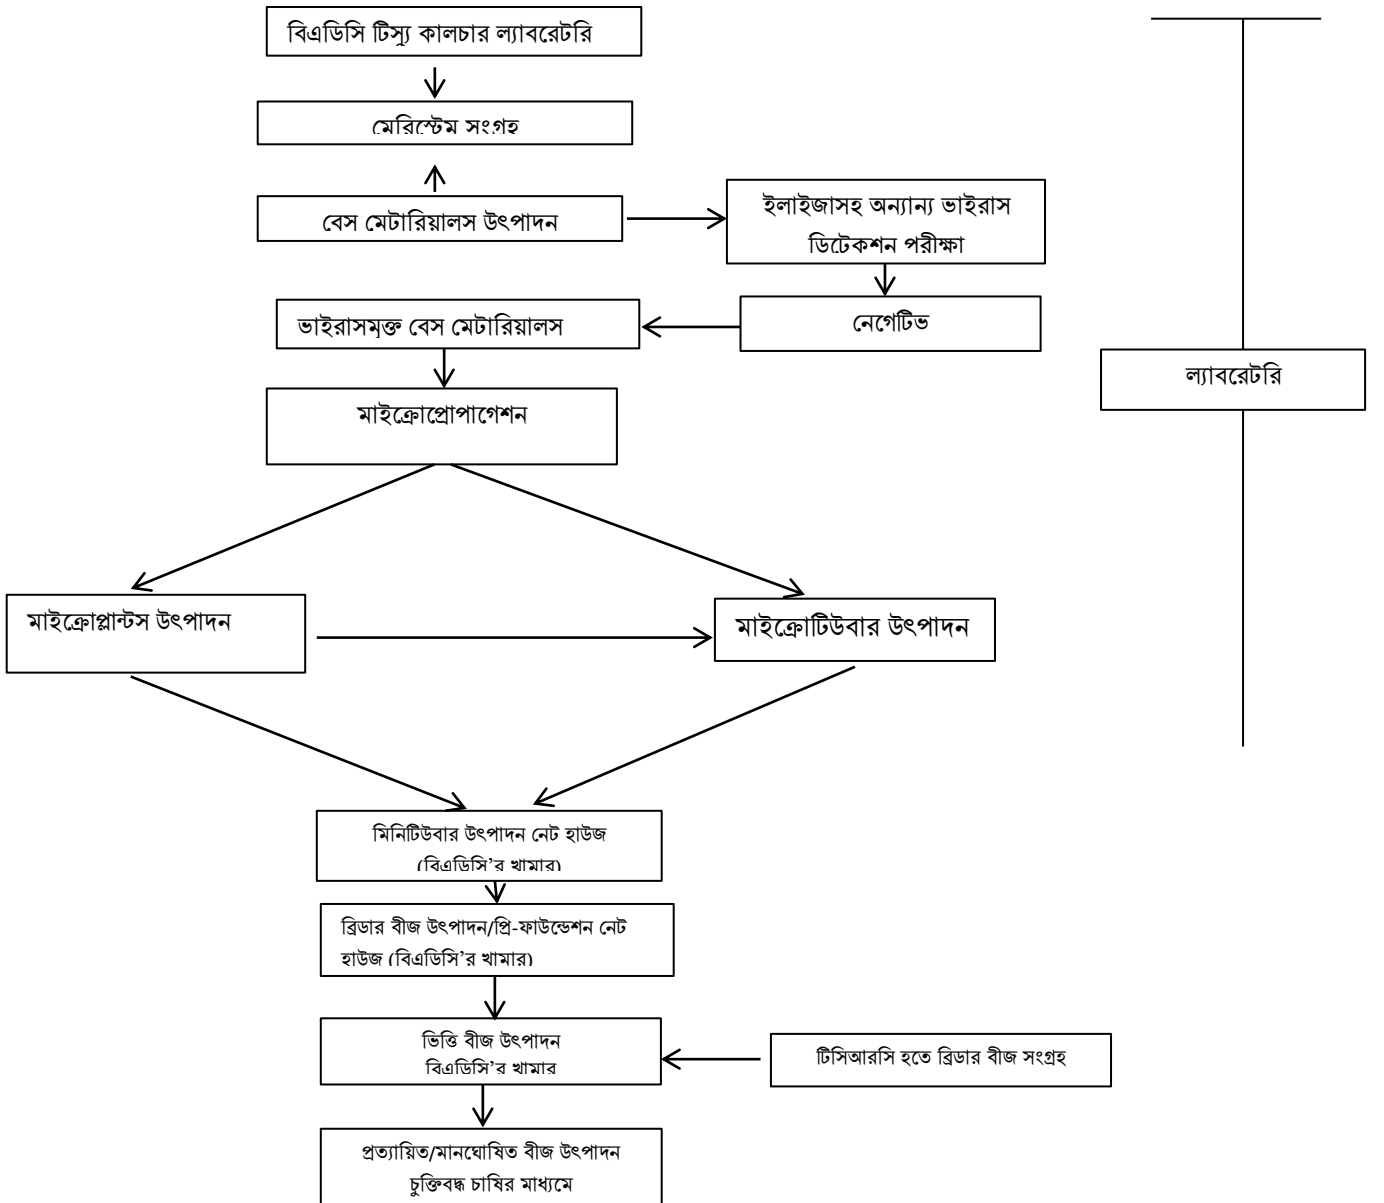 বিএডিসি টিস্যু কালচার ল্যাবরেটরি
মেরিস্টেম সংগ্রহ
বেস মেটারিয়ালস উৎপাদন
ইলাইজাসহ অন্যান্য ভাইরাস
ডিটেকশন পরীক্ষা
নেগেটিভ
ভাইরাসমুক্ত বেস মেটারিয়ালস
ল্যাবরেটরি
মাইক্রোপ্রোপাগেশন
মাইক্রোপ্লান্টস উৎপাদন
মাইক্রোটিউবার উৎপাদন
মিনিটিউবার উৎপাদন নেট হাউজ
(বিএডিসি’র খামার)
ব্রিডার বীজ উৎপাদন/প্রি-ফাউন্ডেশন নেট
হাউজ (বিএডিসি’র খামার)
ভিত্তি বীজ উৎপাদন
বিএডিসি’র খামার
টিসিআরসি হতে ব্রিডার বীজ সংগ্রহ
প্রত্যায়িত/মানঘোষিত বীজ উৎপাদন
চুক্তিবদ্ধ চাষির মাধ্যমে